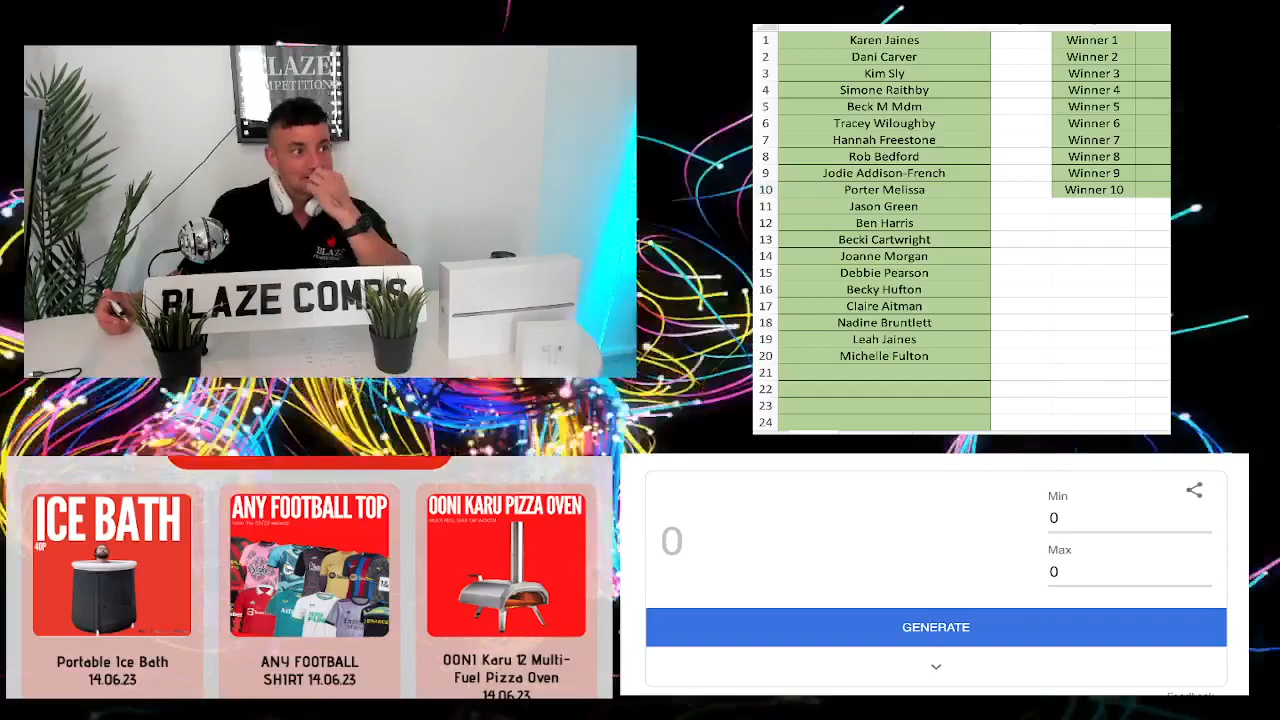 BLAZE
COMPETITIONS
BLAZE
BLAZE COMPS
1 Karen Jaines Winner 1
2 Dani Carver Winner 2
3 Kim Sly Winner 3
4 Simone Raithby Winner 4
5 Beck M Mdm Winner 5
6 Tracey Wiloughby Winner 6
7 Hannah Freestone Winner 7
8 Rob Bedford Winner 8
9 Jodie Addison-French Winner 9
10 Porter Melissa Winner 10
11 Jason Green
12 Ben Harris
13 Becki Cartwright
14 Joanne Morgan
15 Debbie Pearson
16 Becky Hufton
17 Claire Aitman
18 Nadine Bruntlett
19 Leah Jaines
20 Michelle Fulton
21
22
23
24
ICE BATH
40P
Portable Ice Bath
14.06.23
ANY FOOTBALL TOP
ANY FOOTBALL
SHIRT 14.06.23
OONI KARU PIZZA OVEN
OONI Karu 12 Multi-
Fuel Pizza Oven
14.06.23
0
Min
0
Max
0
GENERATE